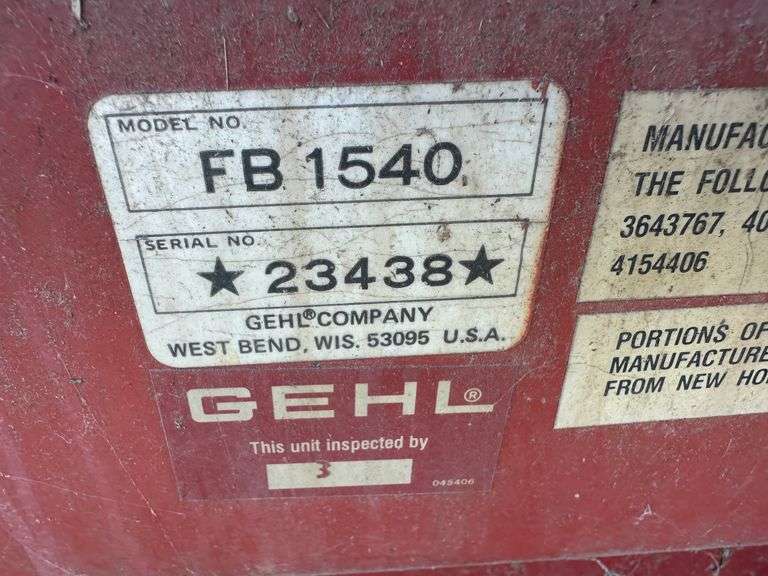 MODEL NO.
FB 1540
SERIAL NO.
★ 23438 ★
GEHL® COMPANY
WEST BEND, WIS. 53095 U.S.A.
GEHL®
This unit inspected by
3
045406
MANUFAC
THE FOLLO
3643767, 40
4154406
PORTIONS OF
MANUFACTURE
FROM NEW HO